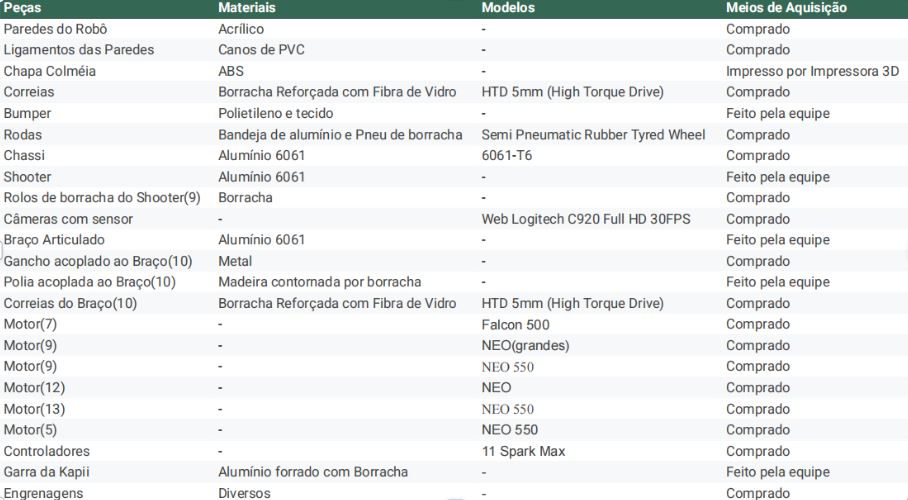 Peças Materiais Modelos Meios de Aquisição
Paredes do Robô Acrílico - Comprado
Ligamentos das Paredes Canos de PVC - Comprado
Chapa Colméia ABS - Impresso por Impressora 3D
Correias Borracha Reforçada com Fibra de Vidro HTD 5mm (High Torque Drive) Comprado
Bumper Polietileno e tecido - Feito pela equipe
Rodas Bandeja de alumínio e Pneu de borracha Semi Pneumatic Rubber Tyred Wheel Comprado
Chassi Alumínio 6061 6061-T6 Comprado
Shooter Alumínio 6061 - Feito pela equipe
Rolos de borracha do Shooter(9) Borracha - Comprado
Câmeras com sensor - Web Logitech C920 Full HD 30FPS Comprado
Braço Articulado Alumínio 6061 - Feito pela equipe
Gancho acoplado ao Braço(10) Metal - Comprado
Polia acoplada ao Braço(10) Madeira contornada por borracha - Feito pela equipe
Correias do Braço(10) Borracha Reforçada com Fibra de Vidro HTD 5mm (High Torque Drive) Comprado
Motor(7) - Falcon 500 Comprado
Motor(9) - NEO(grandes) Comprado
Motor(9) - NEO 550 Comprado
Motor(12) - NEO Comprado
Motor(13) - NEO 550 Comprado
Motor(5) - NEO 550 Comprado
Controladores - 11 Spark Max Comprado
Garra da Kapii Alumínio forrado com Borracha - Feito pela equipe
Engrenagens Diversos - Comprado